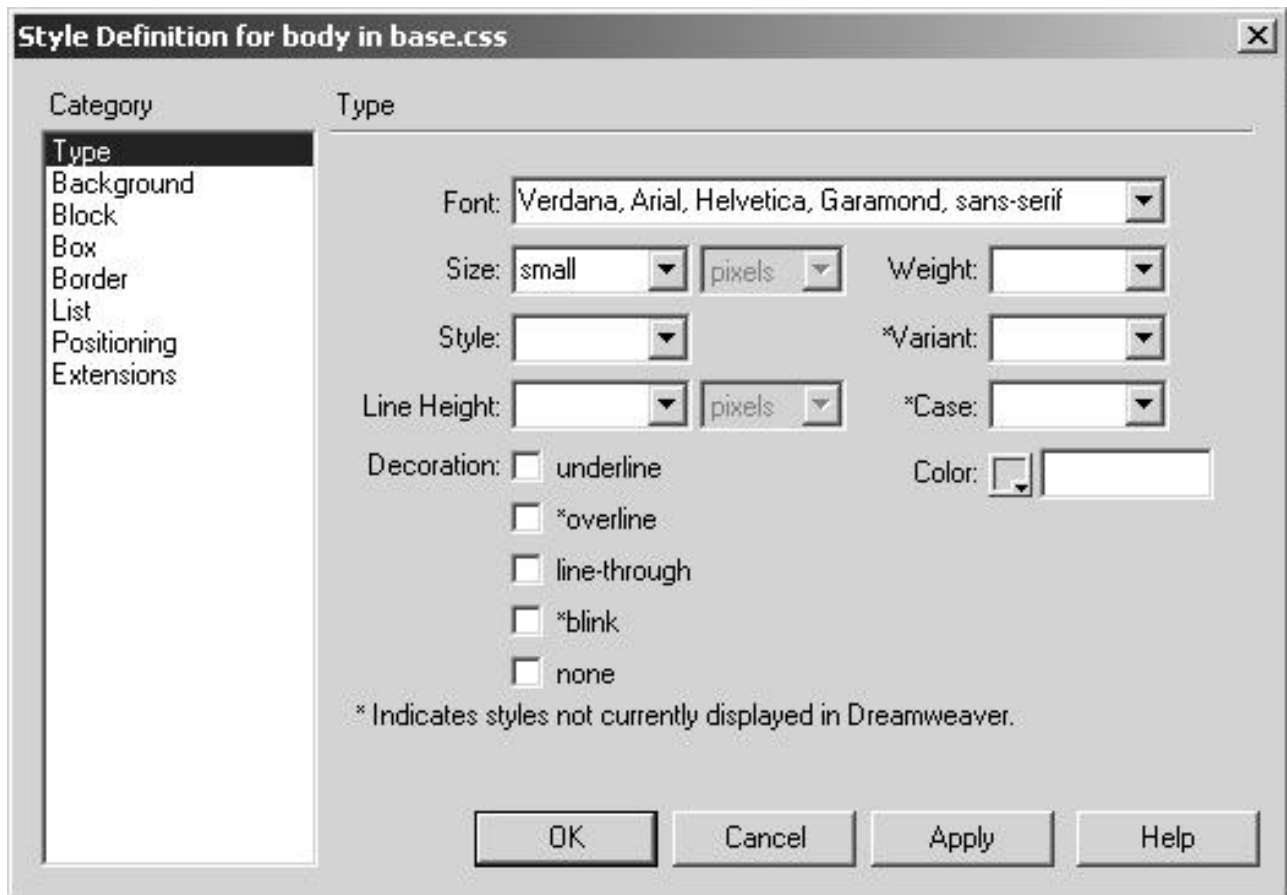 Style Definition for body in base.css
Category
Type
Type
Background
Block
Box
Border
List
Positioning
Extensions
Font: Verdana, Arial, Helvetica, Garamond, sans-serif
Size: small pixels Weight:
Style: *Variant:
Line Height: pixels *Case:
Decoration: underline Color:
*overline
line-through
*blink
none
* Indicates styles not currently displayed in Dreamweaver.
OK Cancel Apply Help